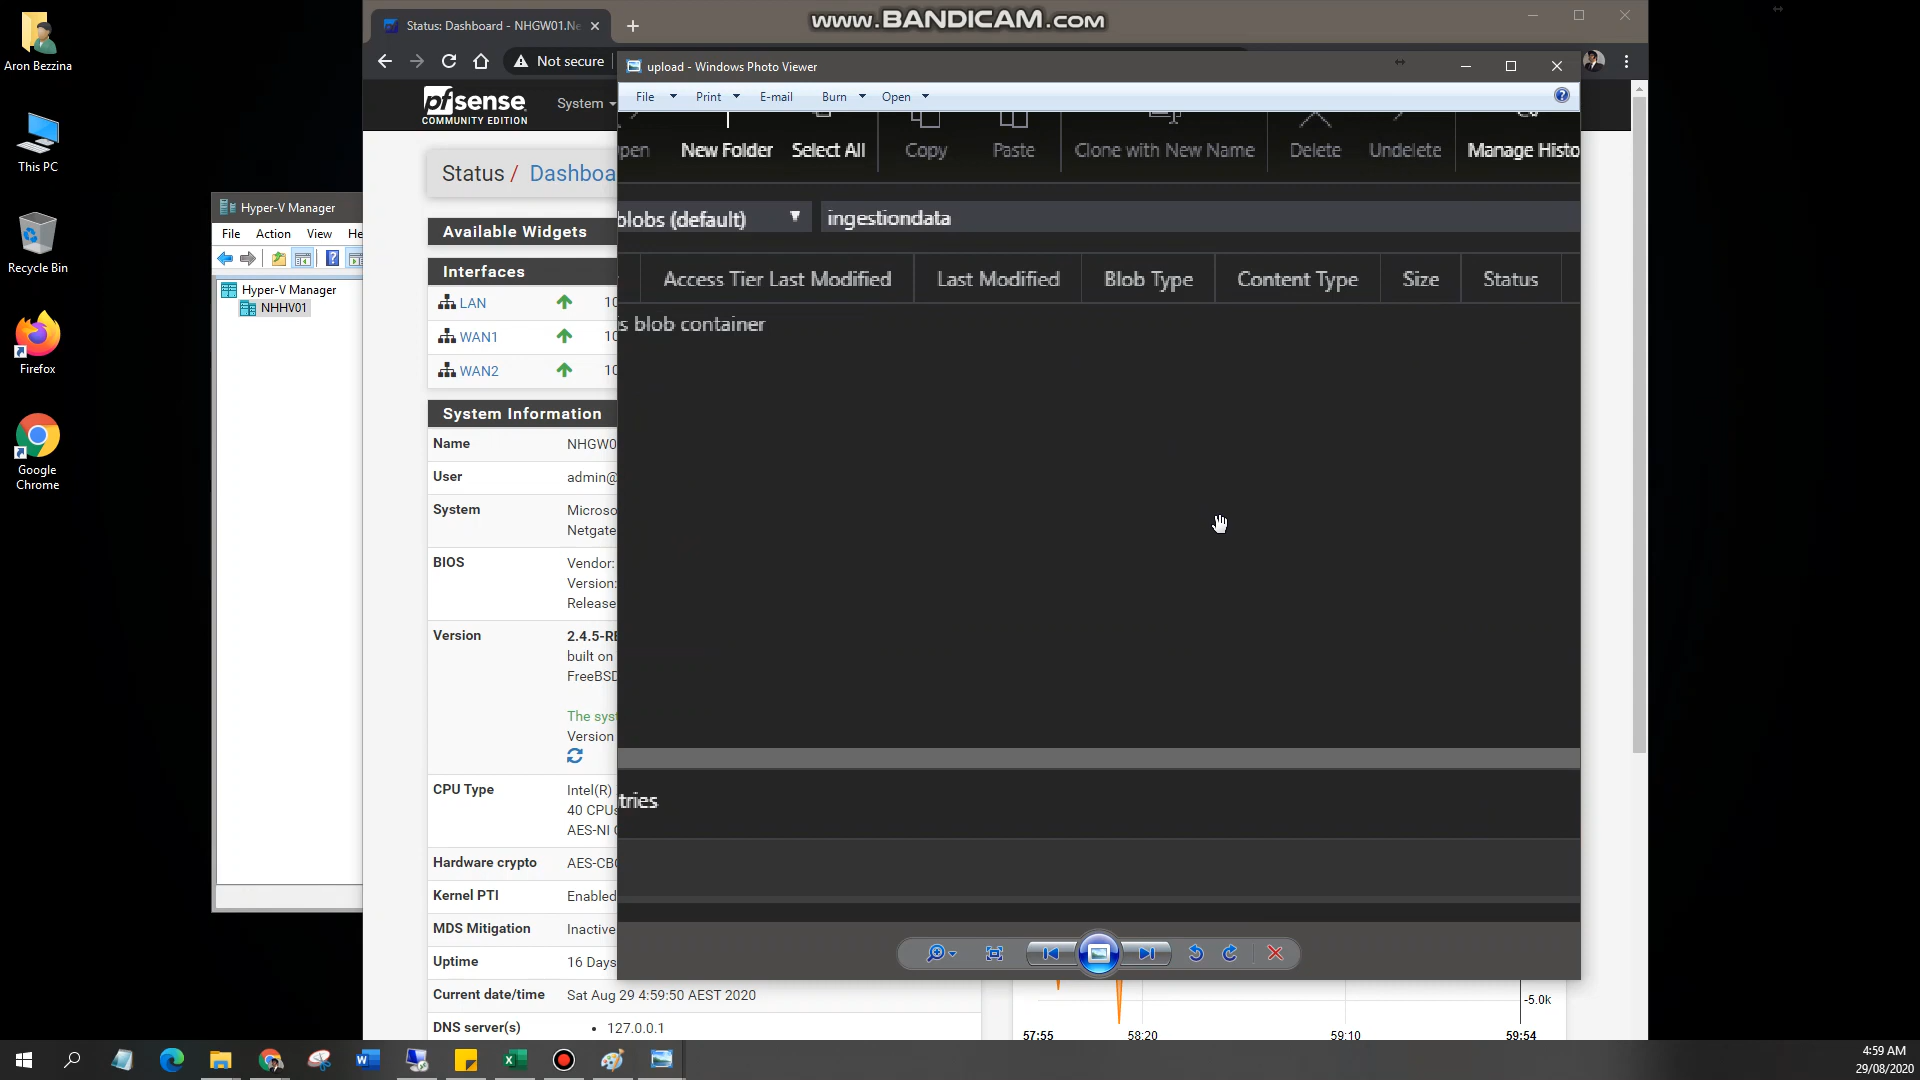 Aron Bezzina
This PC
Recycle Bin
Firefox
Google
Chrome
Hyper-V Manager
File Action View He
Hyper-V Manager
NHHV01
Status: Dashboard - NHGW01.Ne
www.BANDICAM.com
Not secure
pfsense
COMMUNITY EDITION
System
Status / Dashboa
Available Widgets
Interfaces
LAN 10
WAN1 10
WAN2 10
System Information
Name NHGW0
User admin@
System Microso
Netgate
BIOS Vendor:
Version:
Release
Version 2.4.5-RE
built on
FreeBSD
The syst
Version
CPU Type Intel(R)
40 CPUs
AES-NI
Hardware crypto AES-CBC
Kernel PTI Enabled
MDS Mitigation Inactive
Uptime 16 Days
Current date/time Sat Aug 29 4:59:50 AEST 2020
DNS server(s) • 127.0.0.1
upload - Windows Photo Viewer
File Print E-mail Burn Open
pen New Folder Select All Copy Paste Clone with New Name Delete Undelete Manage Histo
blobs (default) ingestiondata
Access Tier Last Modified Last Modified Blob Type Content Type Size Status
is blob container
tries
-5.0k
57:55 58:20 59:10 59:54
4:59 AM
29/08/2020